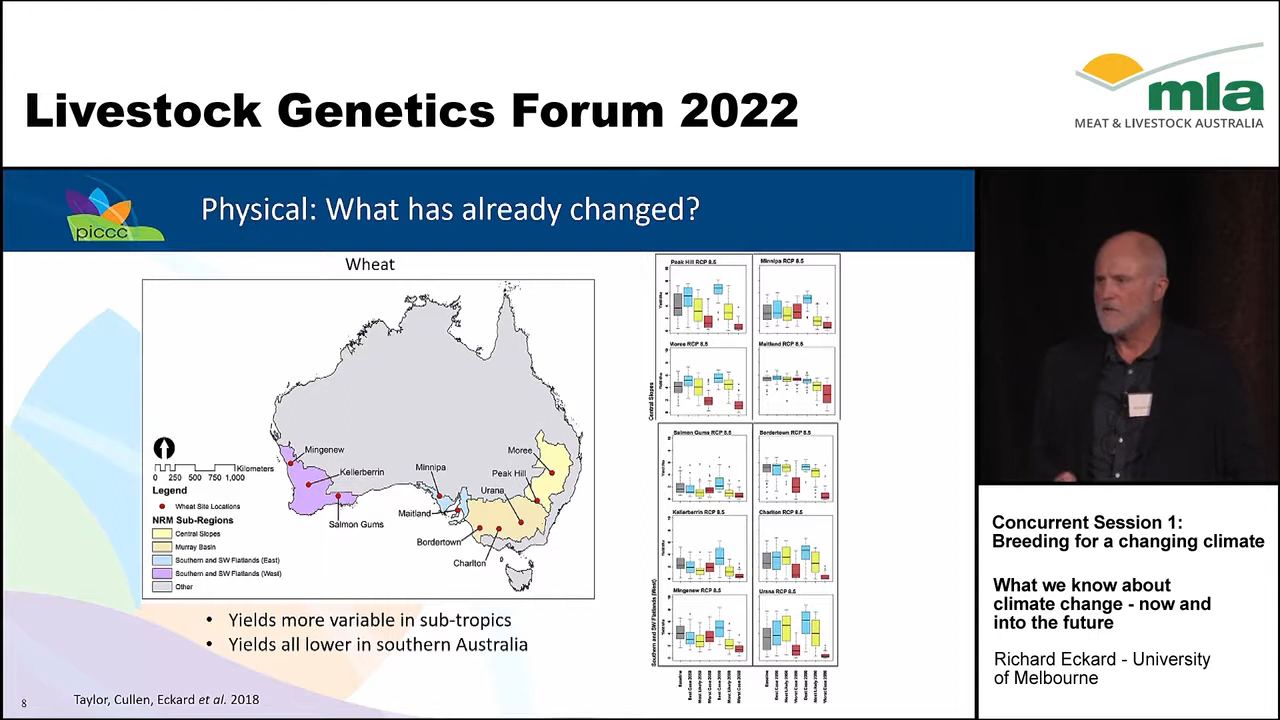 Livestock Genetics Forum 2022
mla
MEAT & LIVESTOCK AUSTRALIA
piccc
Physical: What has already changed?
Wheat
Mingenew
Kellerberrin
Salmon Gums
Minnipa
Maitland
Bordertown
Charlton
Urana
Peak Hill
Moree
Kilometers
0 250 500 750 1,000
Legend
Wheat Site Locations
NRM Sub-Regions
Central Slopes
Murray Basin
Southern and SW Flatlands (East)
Southern and SW Flatlands (West)
Other
Peak Hill RCP 8.5
Minnipa RCP 8.5
Moree RCP 8.5
Maitland RCP 8.5
Central Slopes
Salmon Gums RCP 8.5
Bordertown RCP 8.5
Kellerberrin RCP 8.5
Charlton RCP 8.5
Mingenew RCP 8.5
Urana RCP 8.5
Southern and SW Flatlands (West)
• Yields more variable in sub-tropics
• Yields all lower in southern Australia
Taylor, Cullen, Eckard et al. 2018
8
Concurrent Session 1:
Breeding for a changing climate
What we know about
climate change - now and
into the future
Richard Eckard - University
of Melbourne